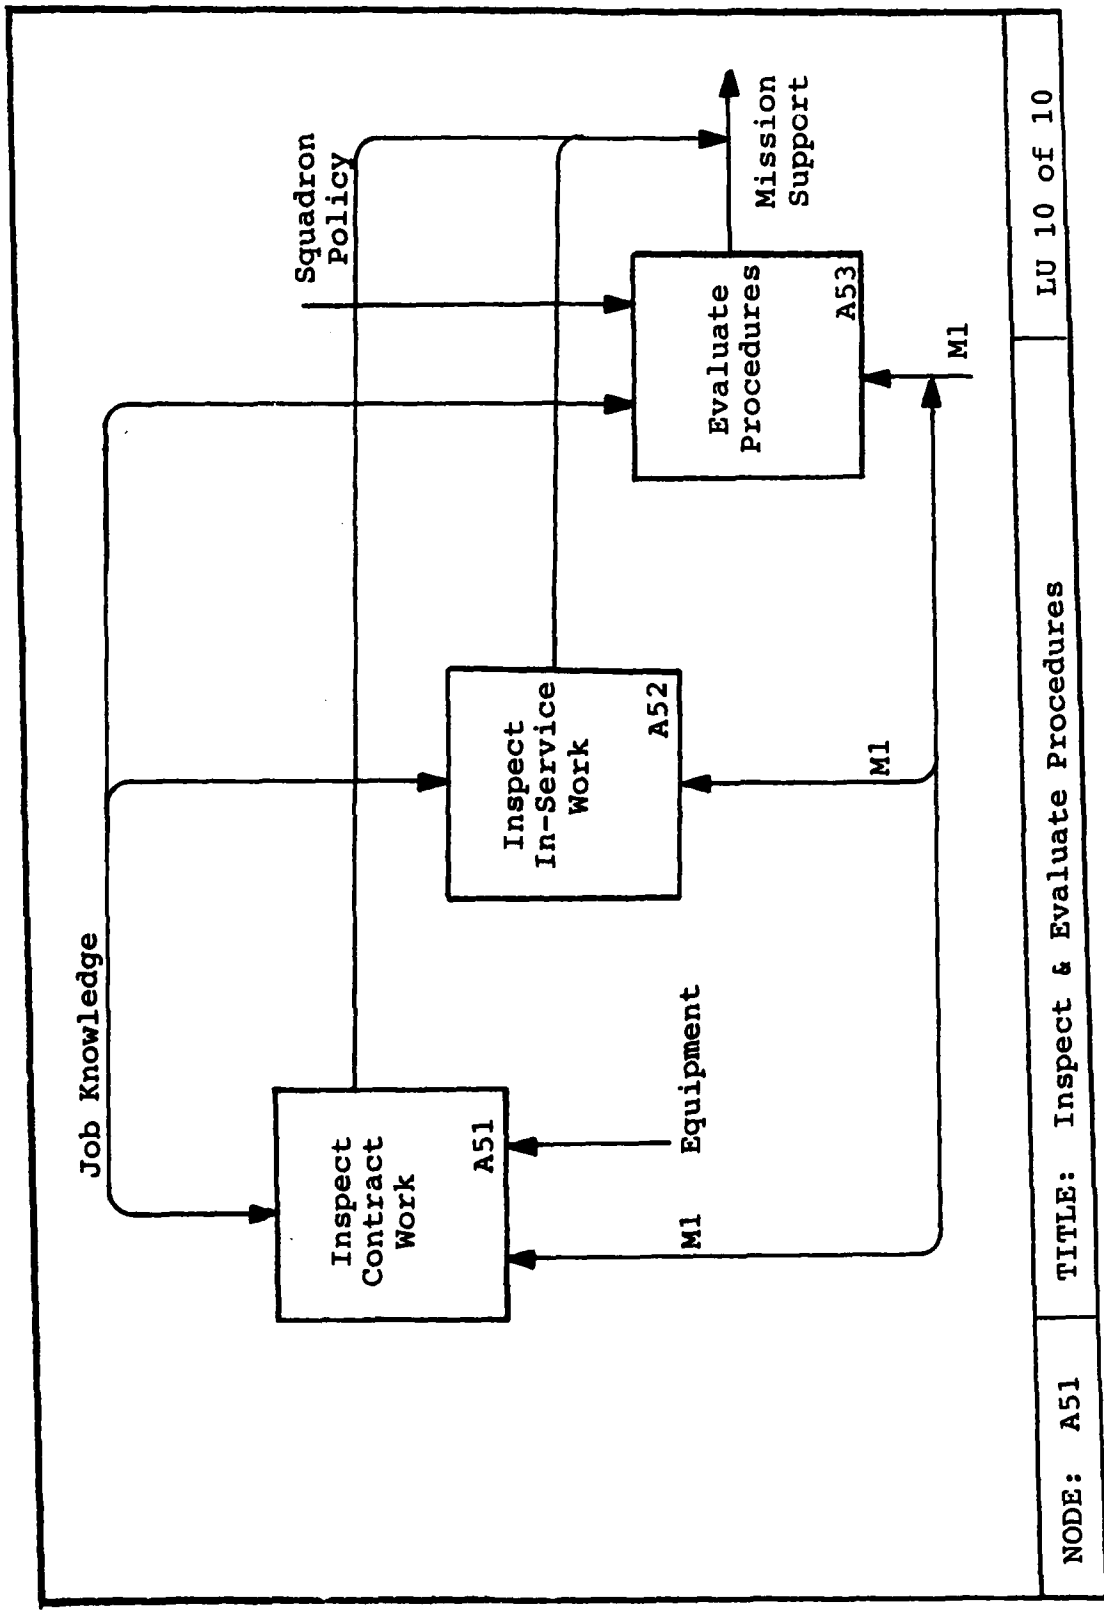 Job Knowledge
Squadron
Policy
Inspect
Contract
Work
A51
Inspect
In-Service
Work
A52
Evaluate
Procedures
A53
Mission
Support
M1
Equipment
M1
M1
NODE: A51
TITLE: Inspect & Evaluate Procedures
LU 10 of 10